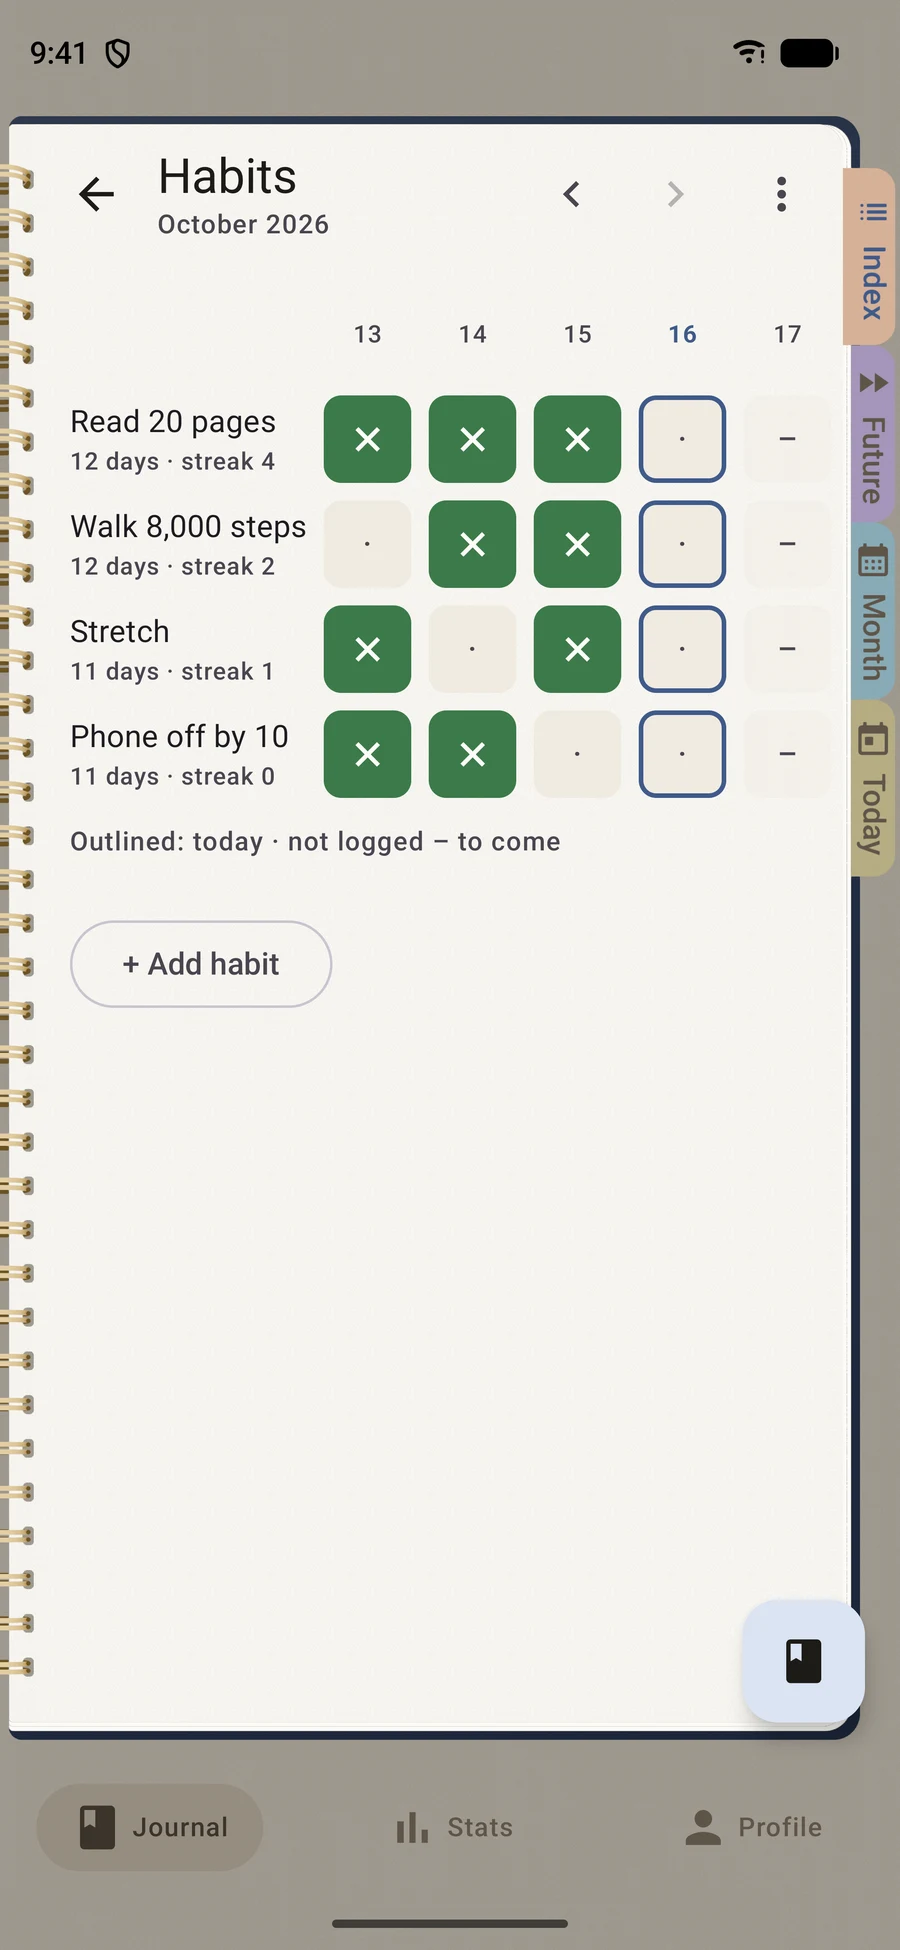 9:41
Habits
October 2026
13 14 15 16 17
Read 20 pages
12 days · streak 4
× × × · –
Walk 8,000 steps
12 days · streak 2
· × × · –
Stretch
11 days · streak 1
× · × · –
Phone off by 10
11 days · streak 0
× × · · –
Outlined: today · not logged – to come
+ Add habit
Index
Future
Month
Today
Journal
Stats
Profile